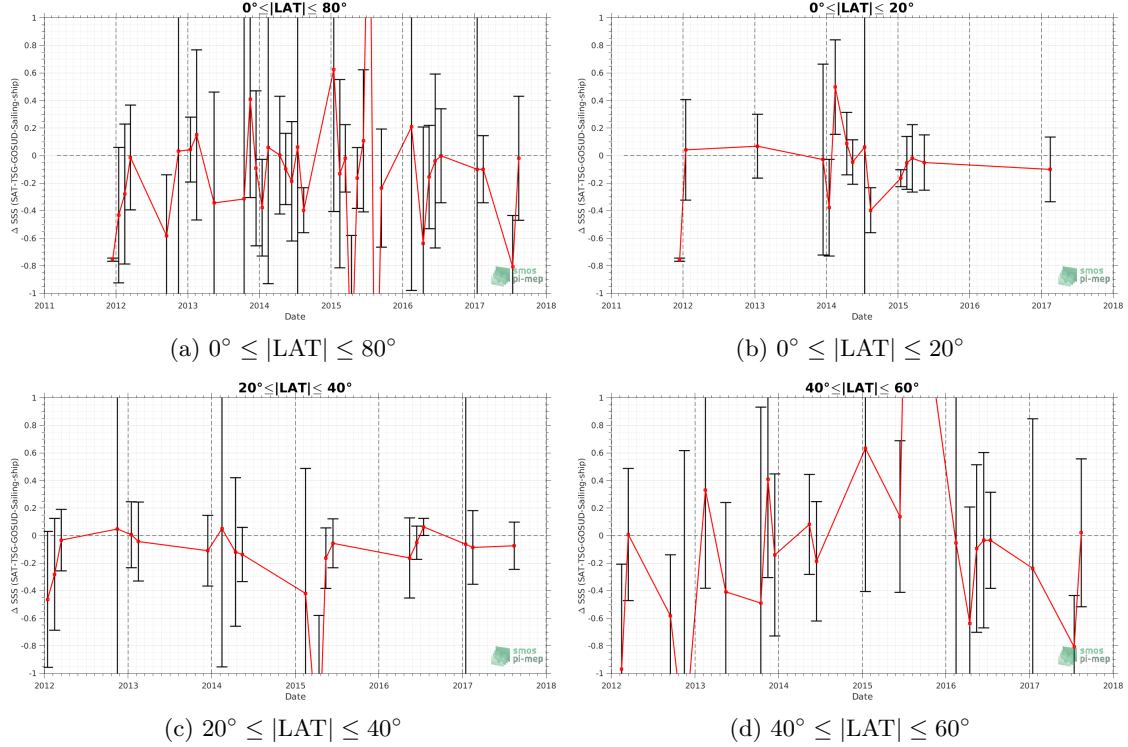 0°≤|LAT|≤ 80°
Δ SSS (SAT-TSG-GOSUD-Sailing-ship)
1
0.8
0.6
0.4
0.2
0
-0.2
-0.4
-0.6
-0.8
-1
2011 2012 2013 2014 2015 2016 2017 2018
Date
smos
pi-mep
(a) 0° ≤ |LAT| ≤ 80°
0°≤|LAT|≤ 20°
Δ SSS (SAT-TSG-GOSUD-Sailing-ship)
1
0.8
0.6
0.4
0.2
0
-0.2
-0.4
-0.6
-0.8
-1
2011 2012 2013 2014 2015 2016 2017 2018
Date
smos
pi-mep
(b) 0° ≤ |LAT| ≤ 20°
20°≤|LAT|≤ 40°
Δ SSS (SAT-TSG-GOSUD-Sailing-ship)
1
0.8
0.6
0.4
0.2
0
-0.2
-0.4
-0.6
-0.8
-1
2012 2013 2014 2015 2016 2017 2018
Date
smos
pi-mep
(c) 20° ≤ |LAT| ≤ 40°
40°≤|LAT|≤ 60°
Δ SSS (SAT-TSG-GOSUD-Sailing-ship)
1
0.8
0.6
0.4
0.2
0
-0.2
-0.4
-0.6
-0.8
-1
2012 2013 2014 2015 2016 2017 2018
Date
smos
pi-mep
(d) 40° ≤ |LAT| ≤ 60°